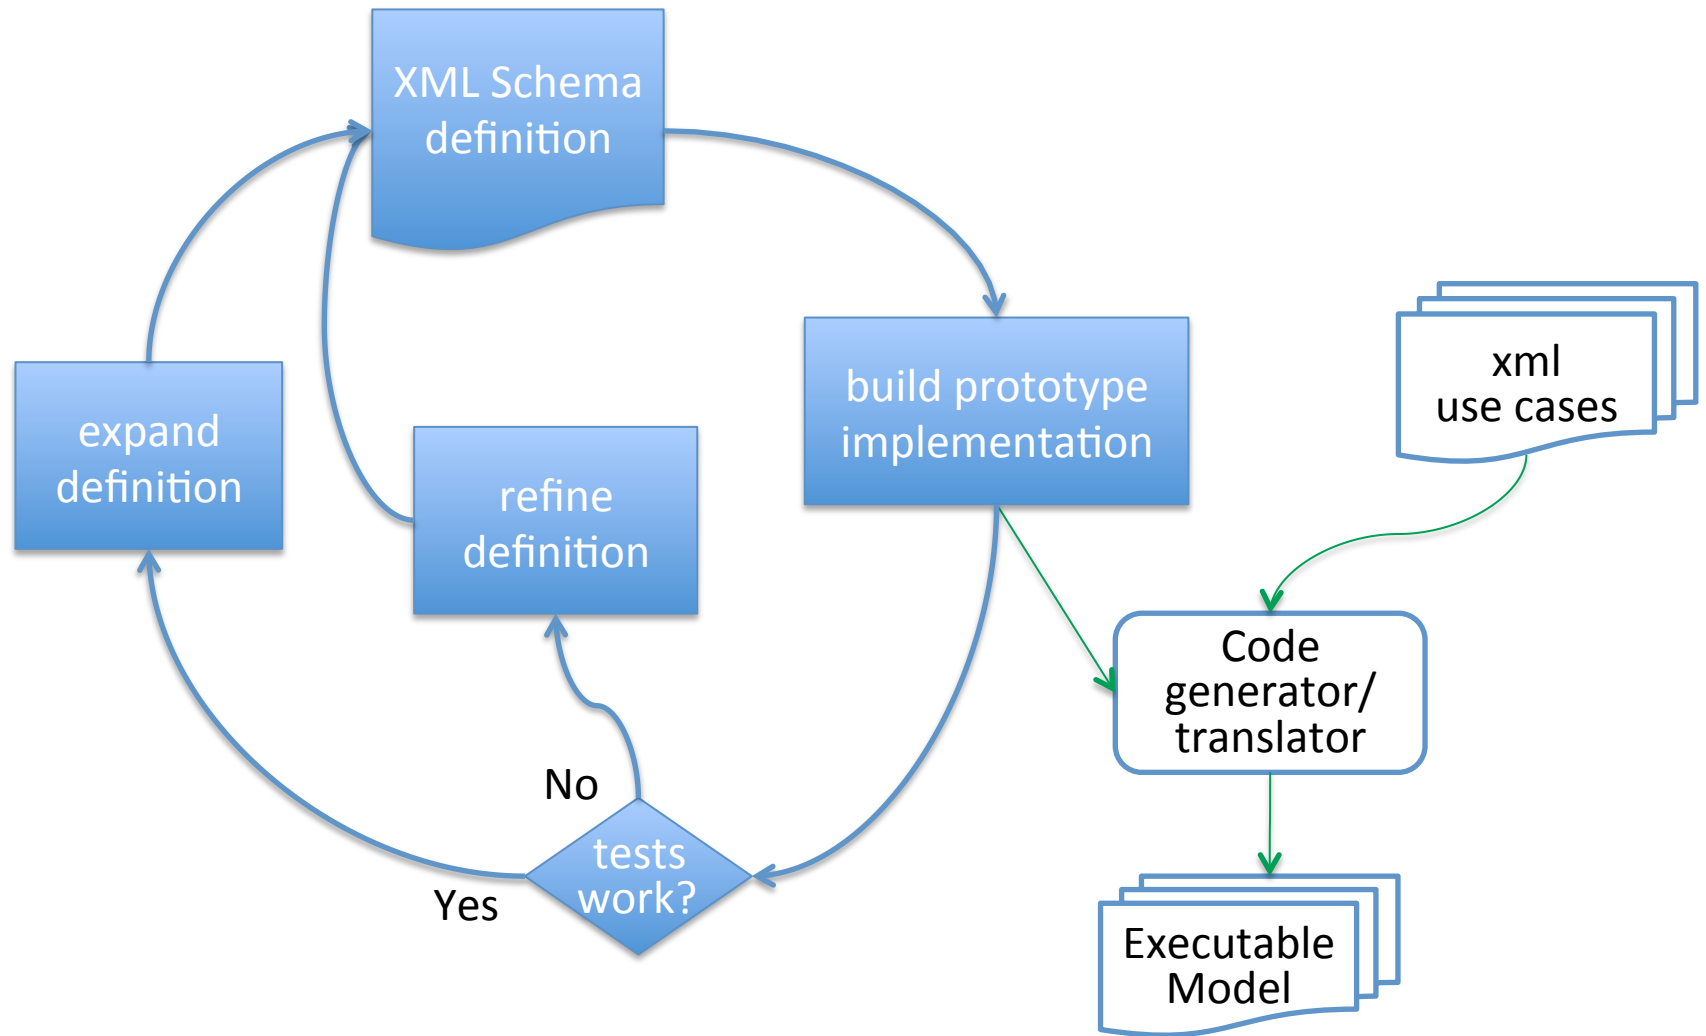 XML Schema
definition
build prototype
implementation
xml
use cases
expand
definition
refine
definition
Code
generator/
translator
No
tests
work?
Yes
Executable
Model